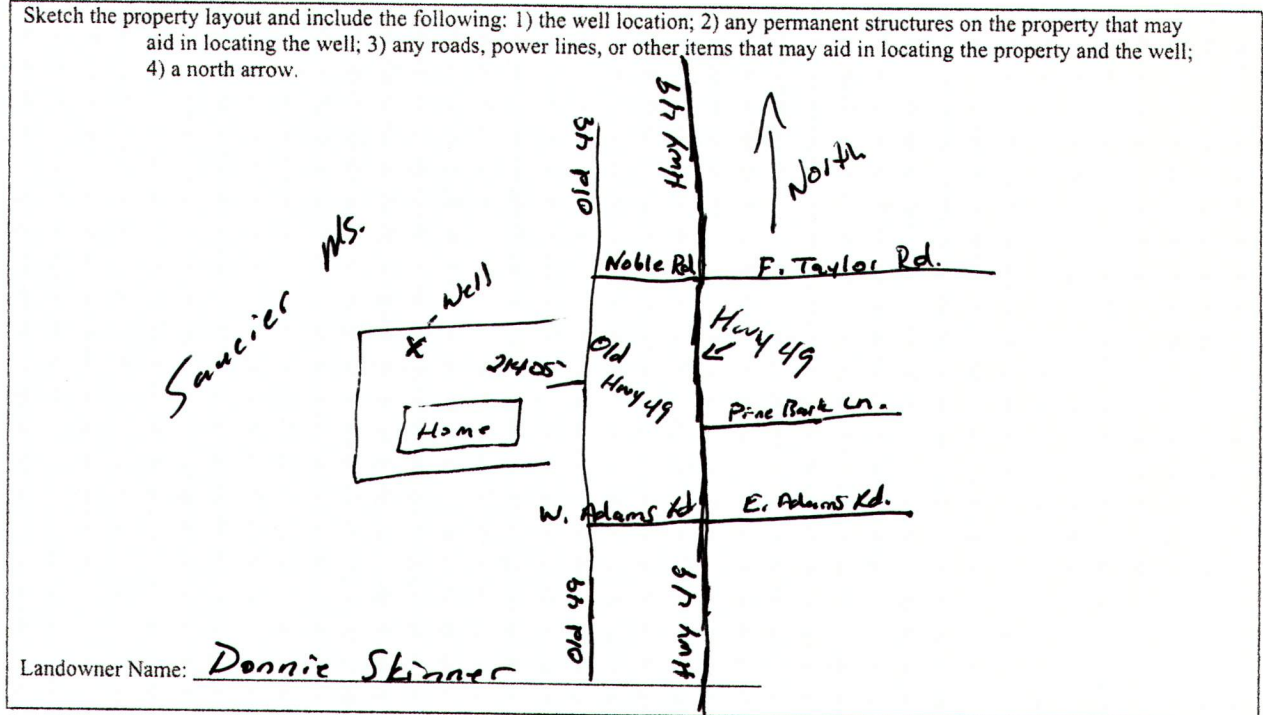 Sketch the property layout and include the following: 1) the well location; 2) any permanent structures on the property that may
aid in locating the well; 3) any roads, power lines, or other items that may aid in locating the property and the well;
4) a north arrow.
Old 49
Hwy 49
North
Saucier Ms.
Noble Rd
F. Taylor Rd.
Well
X
21405
Old
Hwy 49
Hwy 49
Home
Pine Bark Ln.
W. Adams Rd
E. Adams Rd.
Old 49
Hwy 49
Landowner Name: Donnie Skinner